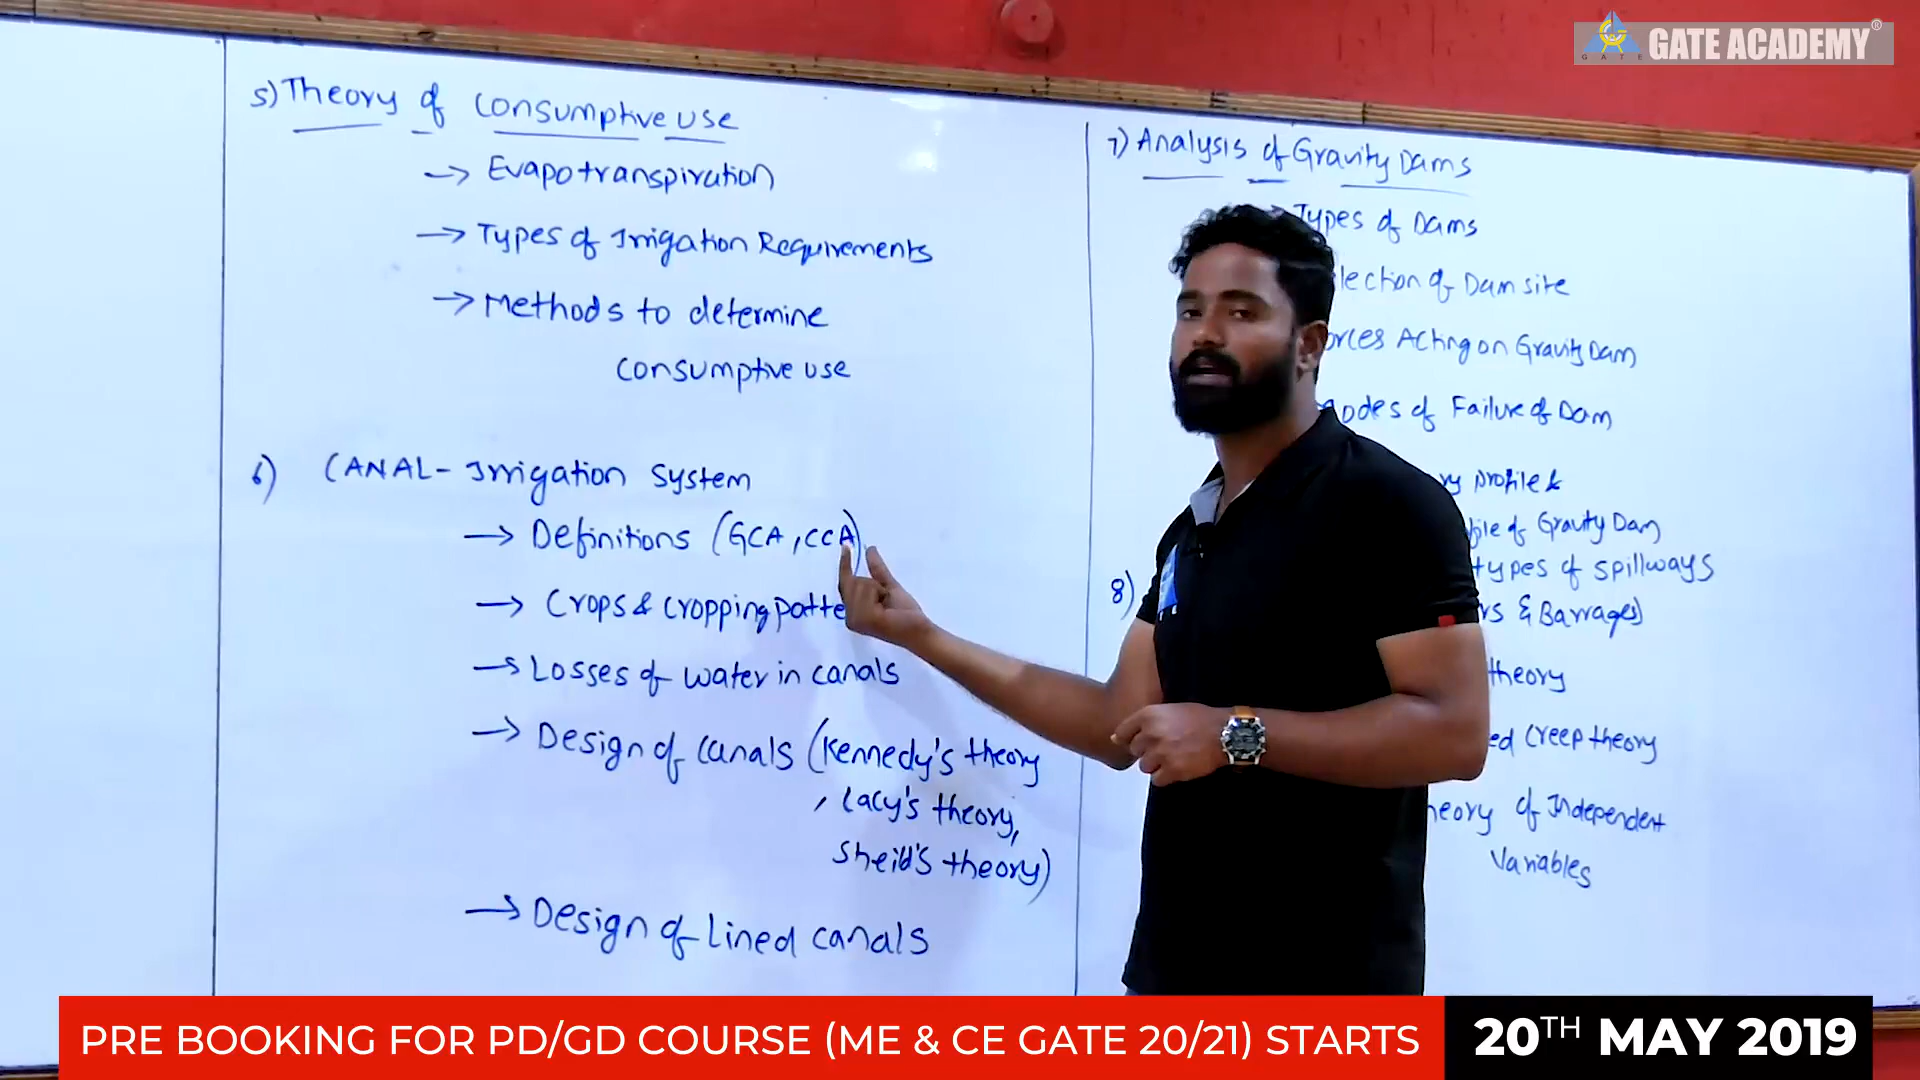 GATE ACADEMY®
GATE
5) Theory of Consumptive use
→ Evapotranspiration
→ Types of Irrigation Requirements
→ Methods to determine
consumptive use
6) CANAL- Irrigation System
→ Definitions (GCA, CCA)
→ Crops & Cropping patte
→ Losses of water in canals
→ Design of canals (Kennedy's theory
, Lacy's theory,
Sheild's theory)
→ Design of Lined canals
7) Analysis of Gravity Dams
Types of Dams
lection of Dam site
orces Acting on Gravity Dam
odes of Failure of Dam
ry profile &
file of Gravity Dam
8) types of spillways
rs & Barrages)
theory
ed creep theory
heory of Independent
Variables
PRE BOOKING FOR PD/GD COURSE (ME & CE GATE 20/21) STARTS
20TH MAY 2019